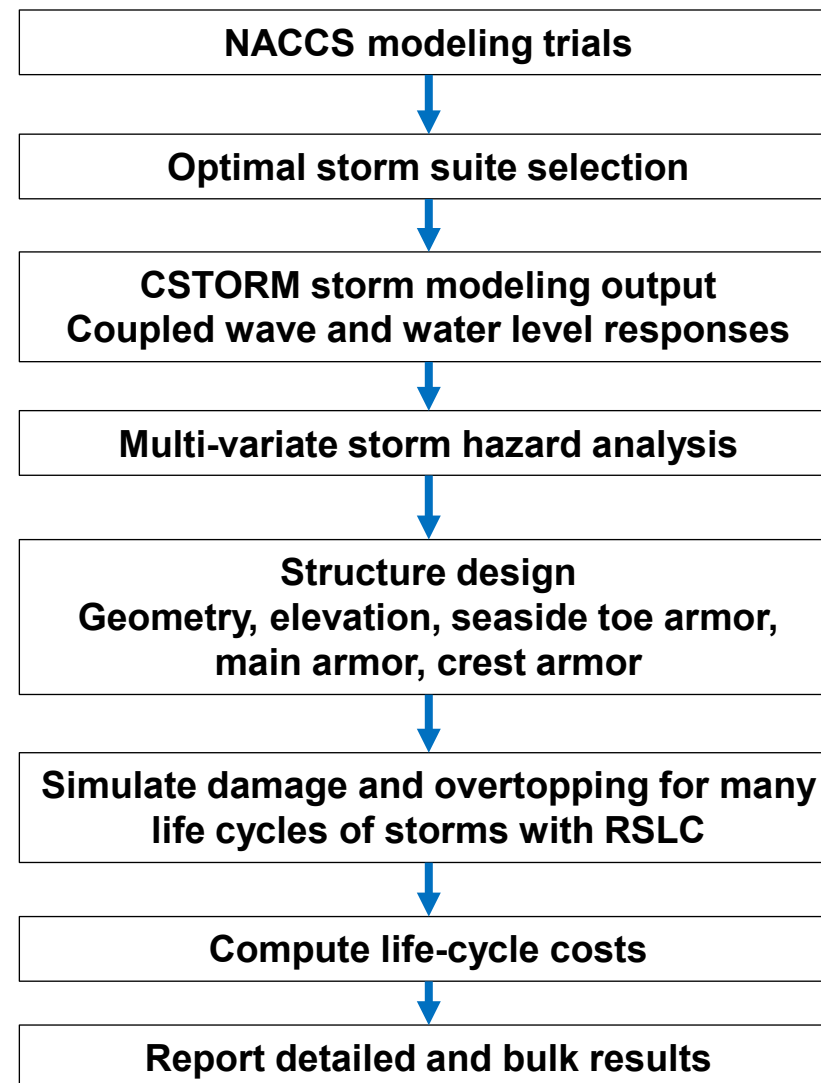 NACCS modeling trials
Optimal storm suite selection
CSTORM storm modeling output
Coupled wave and water level responses
Multi-variate storm hazard analysis
Structure design
Geometry, elevation, seaside toe armor,
main armor, crest armor
Simulate damage and overtopping for many
life cycles of storms with RSLC
Compute life-cycle costs
Report detailed and bulk results